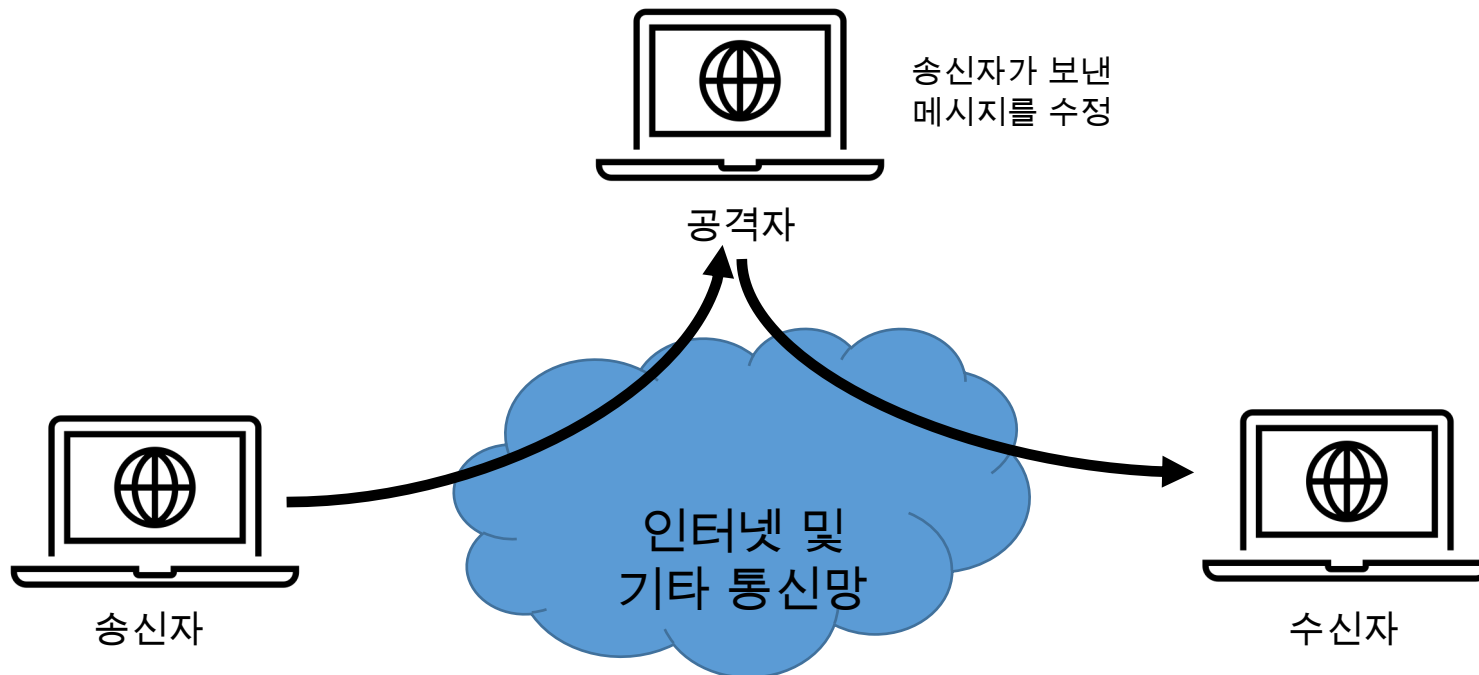 송신자가 보낸
메시지를 수정
공격자
인터넷 및
기타 통신망
송신자
수신자